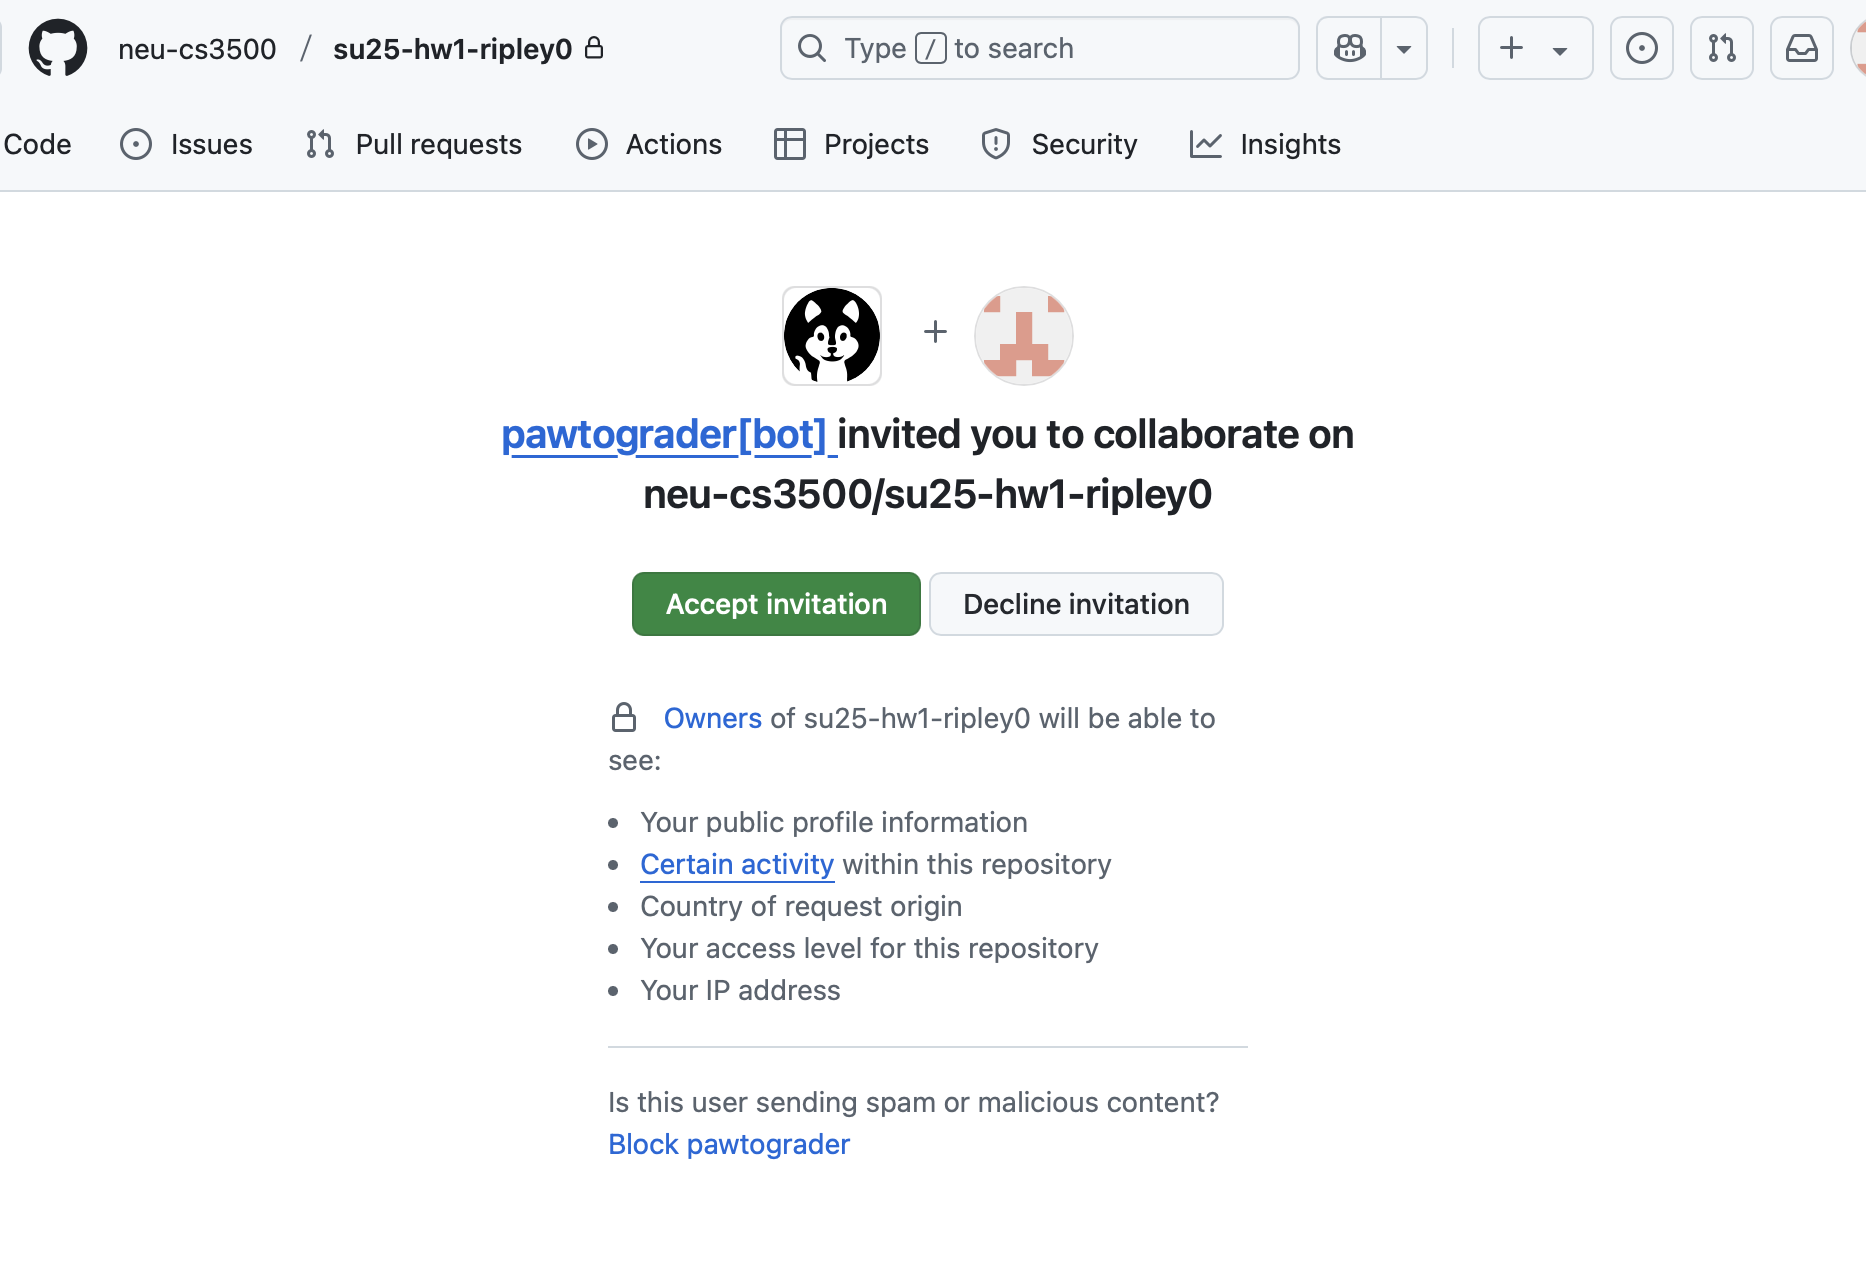 neu-cs3500 / su25-hw1-ripley0
Type / to search
Code Issues Pull requests Actions Projects Security Insights
pawtograder[bot] invited you to collaborate on
neu-cs3500/su25-hw1-ripley0
Accept invitation Decline invitation
Owners of su25-hw1-ripley0 will be able to
see:
Your public profile information
Certain activity within this repository
Country of request origin
Your access level for this repository
Your IP address
Is this user sending spam or malicious content?
Block pawtograder